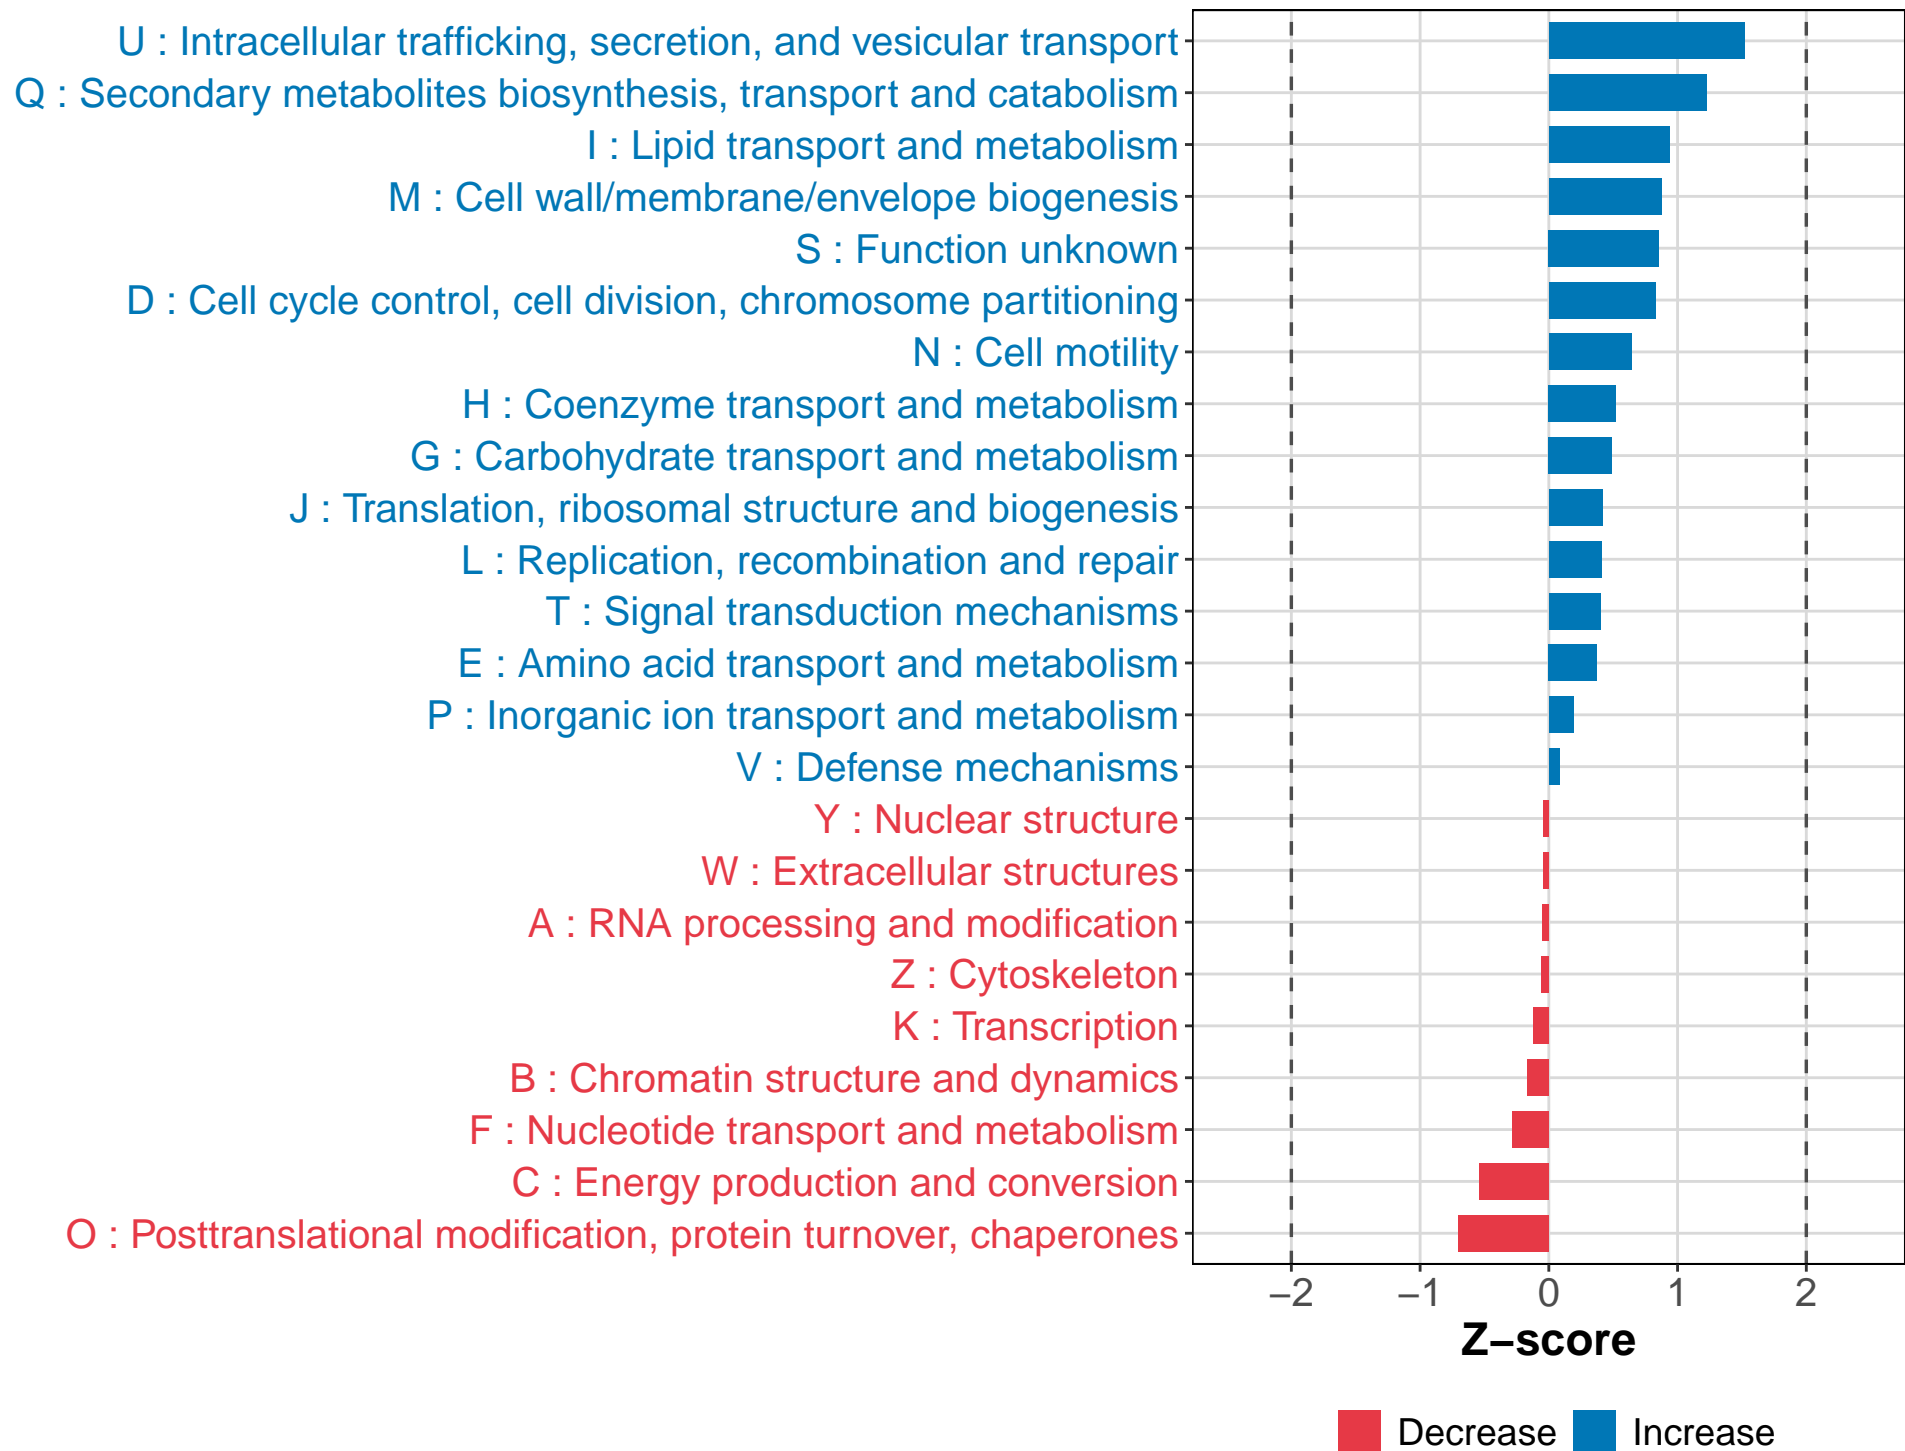 U : Intracellular trafficking, secretion, and vesicular transport
Q : Secondary metabolites biosynthesis, transport and catabolism
I : Lipid transport and metabolism
M : Cell wall/membrane/envelope biogenesis
S : Function unknown
D : Cell cycle control, cell division, chromosome partitioning
N : Cell motility
H : Coenzyme transport and metabolism
G : Carbohydrate transport and metabolism
J : Translation, ribosomal structure and biogenesis
L : Replication, recombination and repair
T : Signal transduction mechanisms
E : Amino acid transport and metabolism
P : Inorganic ion transport and metabolism
V : Defense mechanisms
Y : Nuclear structure
W : Extracellular structures
A : RNA processing and modification
Z : Cytoskeleton
K : Transcription
B : Chromatin structure and dynamics
F : Nucleotide transport and metabolism
C : Energy production and conversion
O : Posttranslational modification, protein turnover, chaperones
−2 −1 0 1 2
Z−score
Decrease Increase